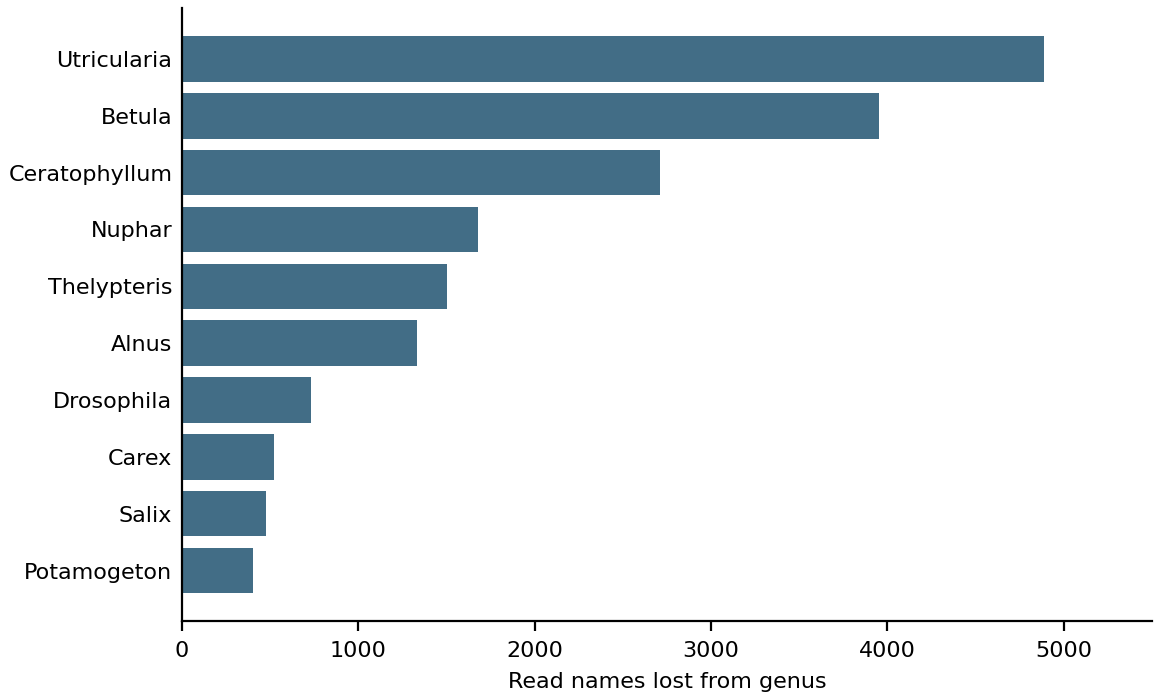 Utricularia
Betula
Ceratophyllum
Nuphar
Thelypteris
Alnus
Drosophila
Carex
Salix
Potamogeton
0 1000 2000 3000 4000 5000
Read names lost from genus